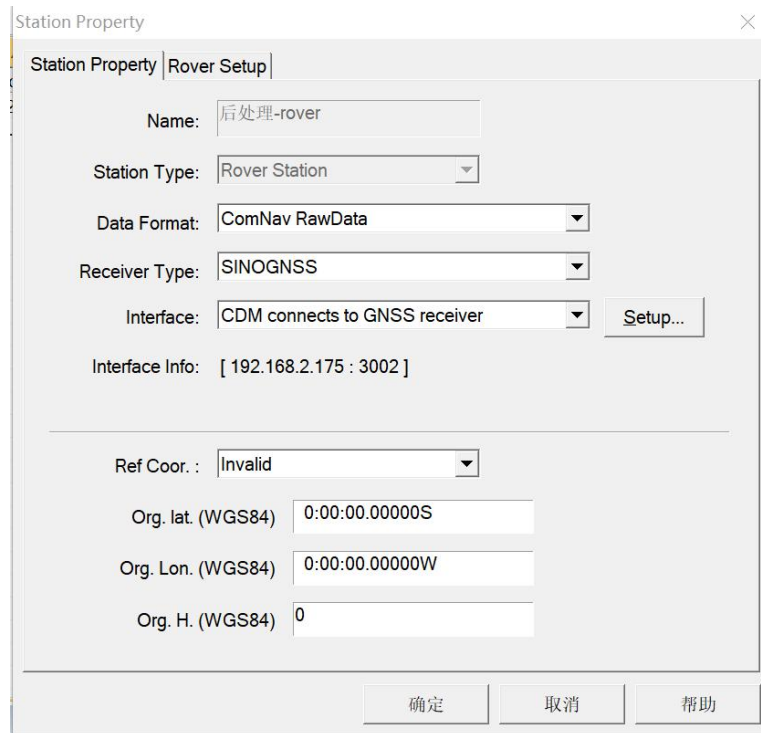 Station Property
Station Property Rover Setup
Name: 后处理-rover
Station Type: Rover Station
Data Format: ComNav RawData
Receiver Type: SINOGNSS
Interface: CDM connects to GNSS receiver Setup...
Interface Info: [ 192.168.2.175 : 3002 ]
Ref Coor. : Invalid
Org. lat. (WGS84) 0:00:00.00000S
Org. Lon. (WGS84) 0:00:00.00000W
Org. H. (WGS84) 0
确定 取消 帮助